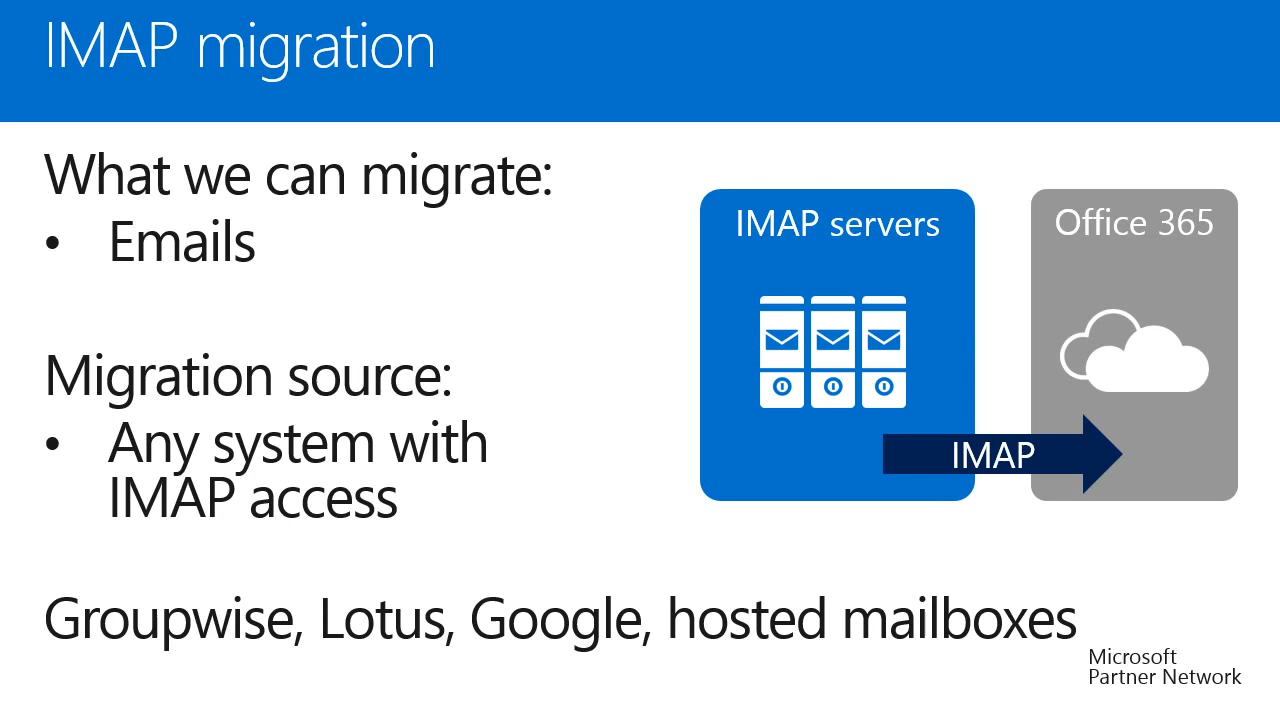 IMAP migration
What we can migrate:
• Emails
Migration source:
• Any system with
IMAP access
IMAP servers
Office 365
IMAP
Groupwise, Lotus, Google, hosted mailboxes
Microsoft
Partner Network